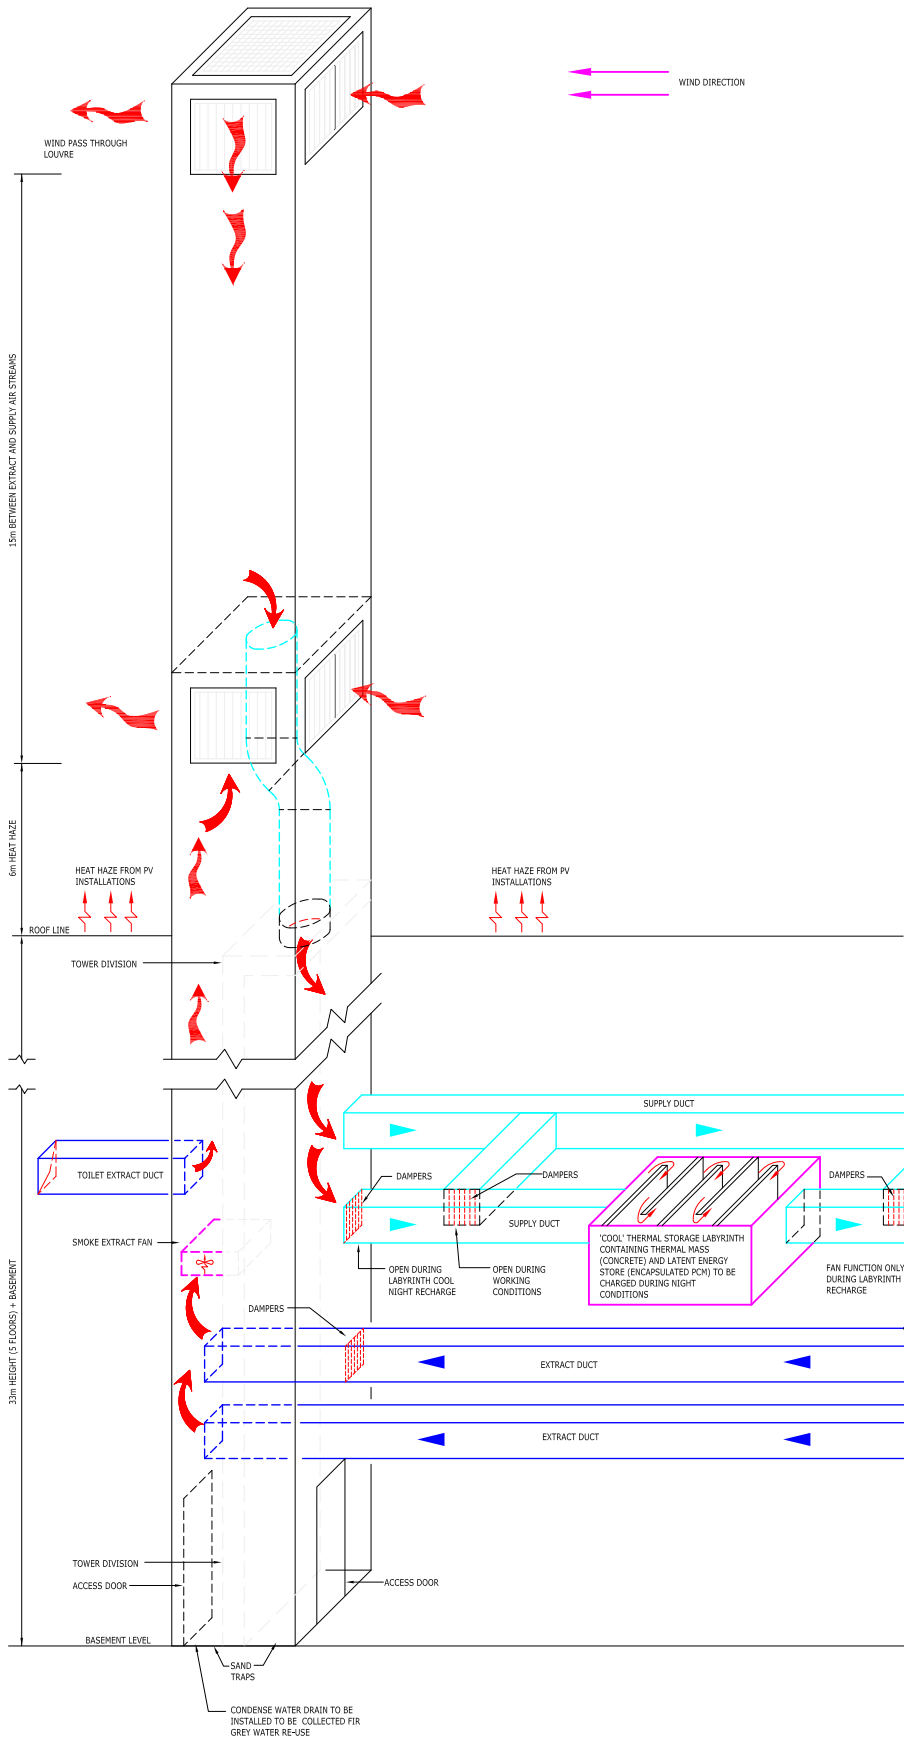 WIND DIRECTION
WIND PASS THROUGH
LOUVRE
15m BETWEEN EXTRACT AND SUPPLY AIR STREAMS
6m HEAT HAZE
HEAT HAZE FROM PV
INSTALLATIONS
HEAT HAZE FROM PV
INSTALLATIONS
ROOF LINE
TOWER DIVISION
SUPPLY DUCT
TOILET EXTRACT DUCT
DAMPERS
DAMPERS
DAMPERS
SUPPLY DUCT
SMOKE EXTRACT FAN
'COOL' THERMAL STORAGE LABYRINTH
CONTAINING THERMAL MASS
(CONCRETE) AND LATENT ENERGY
STORE (ENCAPSULATED PCM) TO BE
CHARGED DURING NIGHT
CONDITIONS
OPEN DURING
LABYRINTH COOL
NIGHT RECHARGE
OPEN DURING
WORKING
CONDITIONS
FAN FUNCTION ONLY
DURING LABYRINTH
RECHARGE
DAMPERS
33m HEIGHT (5 FLOORS) + BASEMENT
EXTRACT DUCT
EXTRACT DUCT
TOWER DIVISION
ACCESS DOOR
ACCESS DOOR
BASEMENT LEVEL
SAND
TRAPS
CONDENSE WATER DRAIN TO BE
INSTALLED TO BE COLLECTED FIR
GREY WATER RE-USE